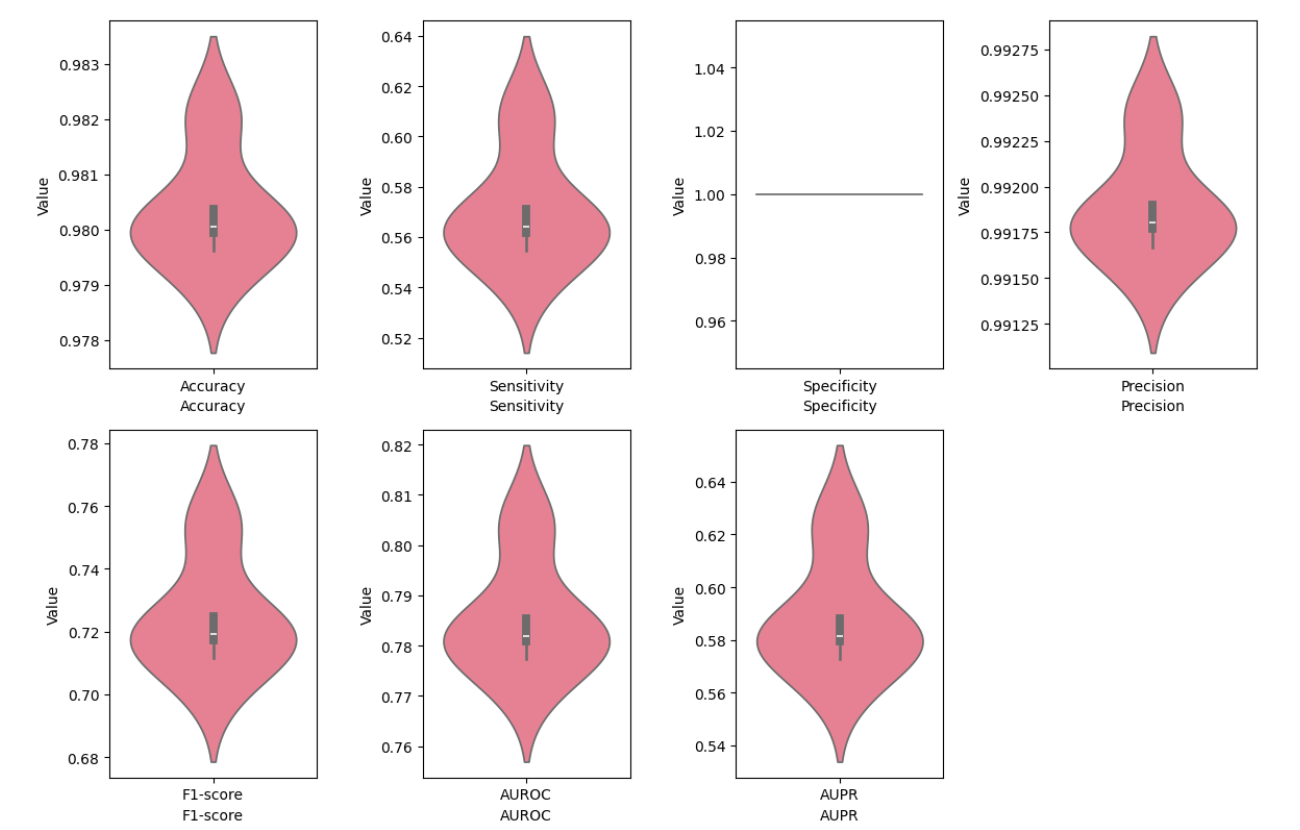 0.983
0.982
0.981
0.980
0.979
0.978
Value
Accuracy
Accuracy
0.64
0.62
0.60
0.58
0.56
0.54
0.52
Value
Sensitivity
Sensitivity
1.04
1.02
1.00
0.98
0.96
Value
Specificity
Specificity
0.99275
0.99250
0.99225
0.99200
0.99175
0.99150
0.99125
Value
Precision
Precision
0.78
0.76
0.74
0.72
0.70
0.68
Value
F1-score
F1-score
0.82
0.81
0.80
0.79
0.78
0.77
0.76
Value
AUROC
AUROC
0.64
0.62
0.60
0.58
0.56
0.54
Value
AUPR
AUPR